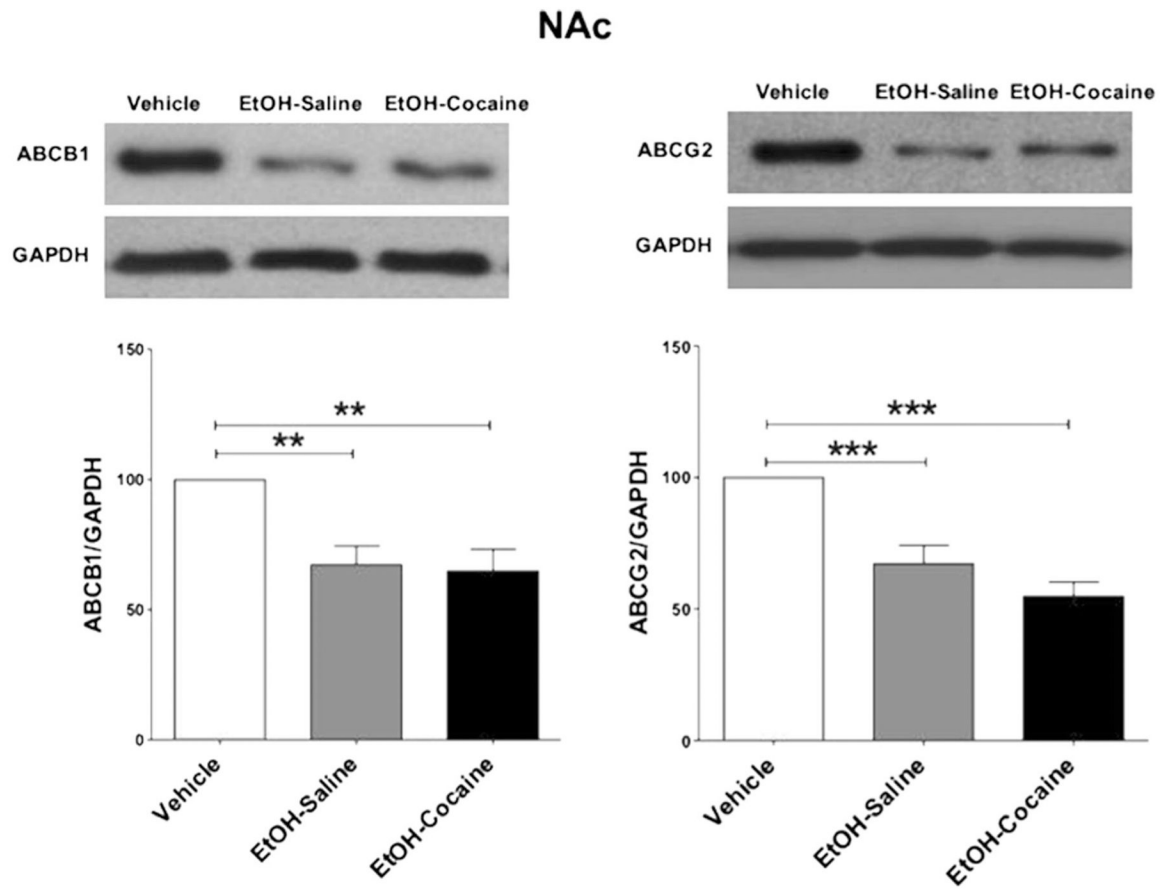 NAc
Vehicle EtOH-Saline EtOH-Cocaine
ABCB1
GAPDH
150
** 
**
100
50
0
ABCB1/GAPDH
Vehicle
EtOH-Saline
EtOH-Cocaine
Vehicle EtOH-Saline EtOH-Cocaine
ABCG2
GAPDH
150
***
***
100
50
0
ABCG2/GAPDH
Vehicle
EtOH-Saline
EtOH-Cocaine